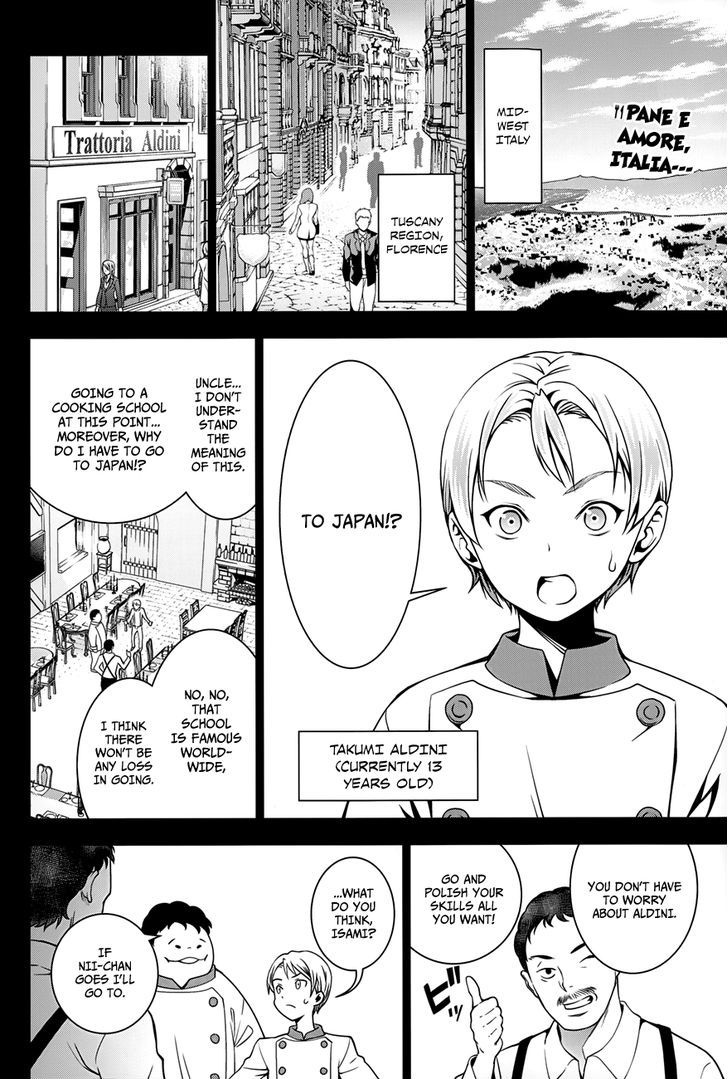 PANE E
AMORE,
ITALIA---
MID-
WEST
ITALY
TUSCANY
REGION,
FLORENCE
Trattoria Aldini
TO JAPAN!?
TAKUMI ALDINI
(CURRENTLY 13
YEARS OLD)
UNCLE...
I DON'T
UNDER-
STAND
THE
MEANING
OF THIS.
GOING TO A
COOKING SCHOOL
AT THIS POINT...
MOREOVER, WHY
DO I HAVE TO GO
TO JAPAN!?
NO, NO,
THAT
SCHOOL
IS FAMOUS
WORLD-
WIDE,
I THINK
THERE
WON'T BE
ANY LOSS
IN GOING.
YOU DON'T HAVE
TO WORRY
ABOUT ALDINI.
GO AND
POLISH YOUR
SKILLS ALL
YOU WANT!
ビッ
...WHAT
DO YOU
THINK,
ISAMI?
IF
NII-CHAN
GOES I'LL
GO TO.